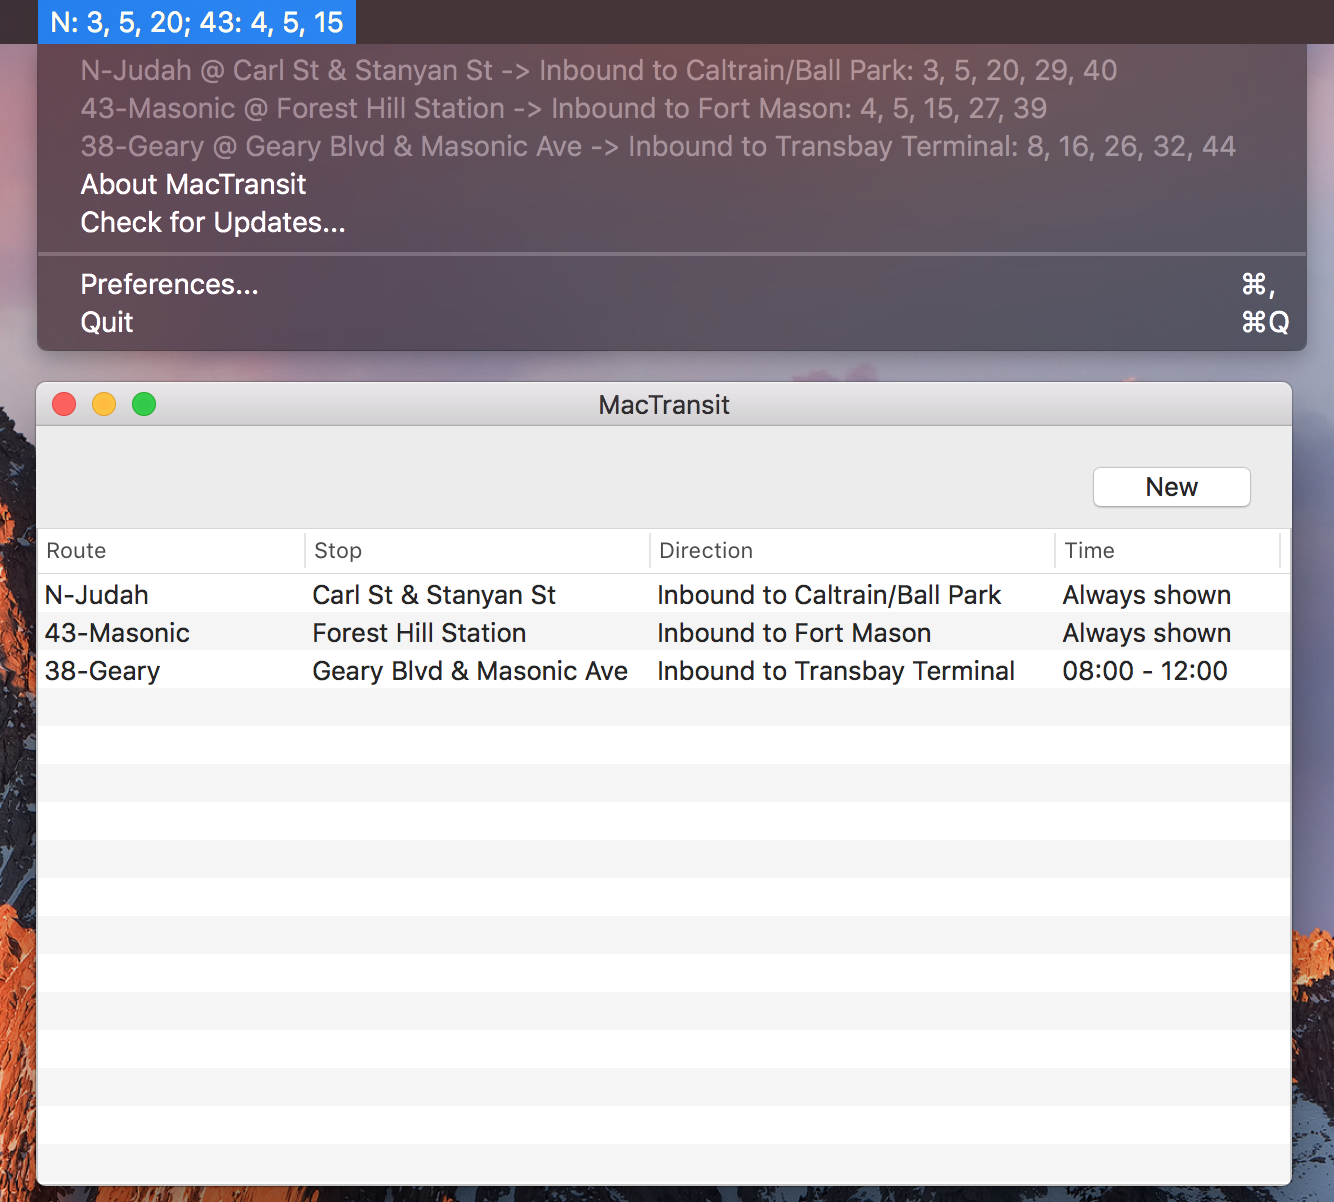 N: 3, 5, 20; 43: 4, 5, 15
N-Judah @ Carl St & Stanyan St -> Inbound to Caltrain/Ball Park: 3, 5, 20, 29, 40
43-Masonic @ Forest Hill Station -> Inbound to Fort Mason: 4, 5, 15, 27, 39
38-Geary @ Geary Blvd & Masonic Ave -> Inbound to Transbay Terminal: 8, 16, 26, 32, 44
About MacTransit
Check for Updates...
Preferences... ⌘,
Quit ⌘Q
MacTransit
New
Route Stop Direction Time
N-Judah Carl St & Stanyan St Inbound to Caltrain/Ball Park Always shown
43-Masonic Forest Hill Station Inbound to Fort Mason Always shown
38-Geary Geary Blvd & Masonic Ave Inbound to Transbay Terminal 08:00 - 12:00